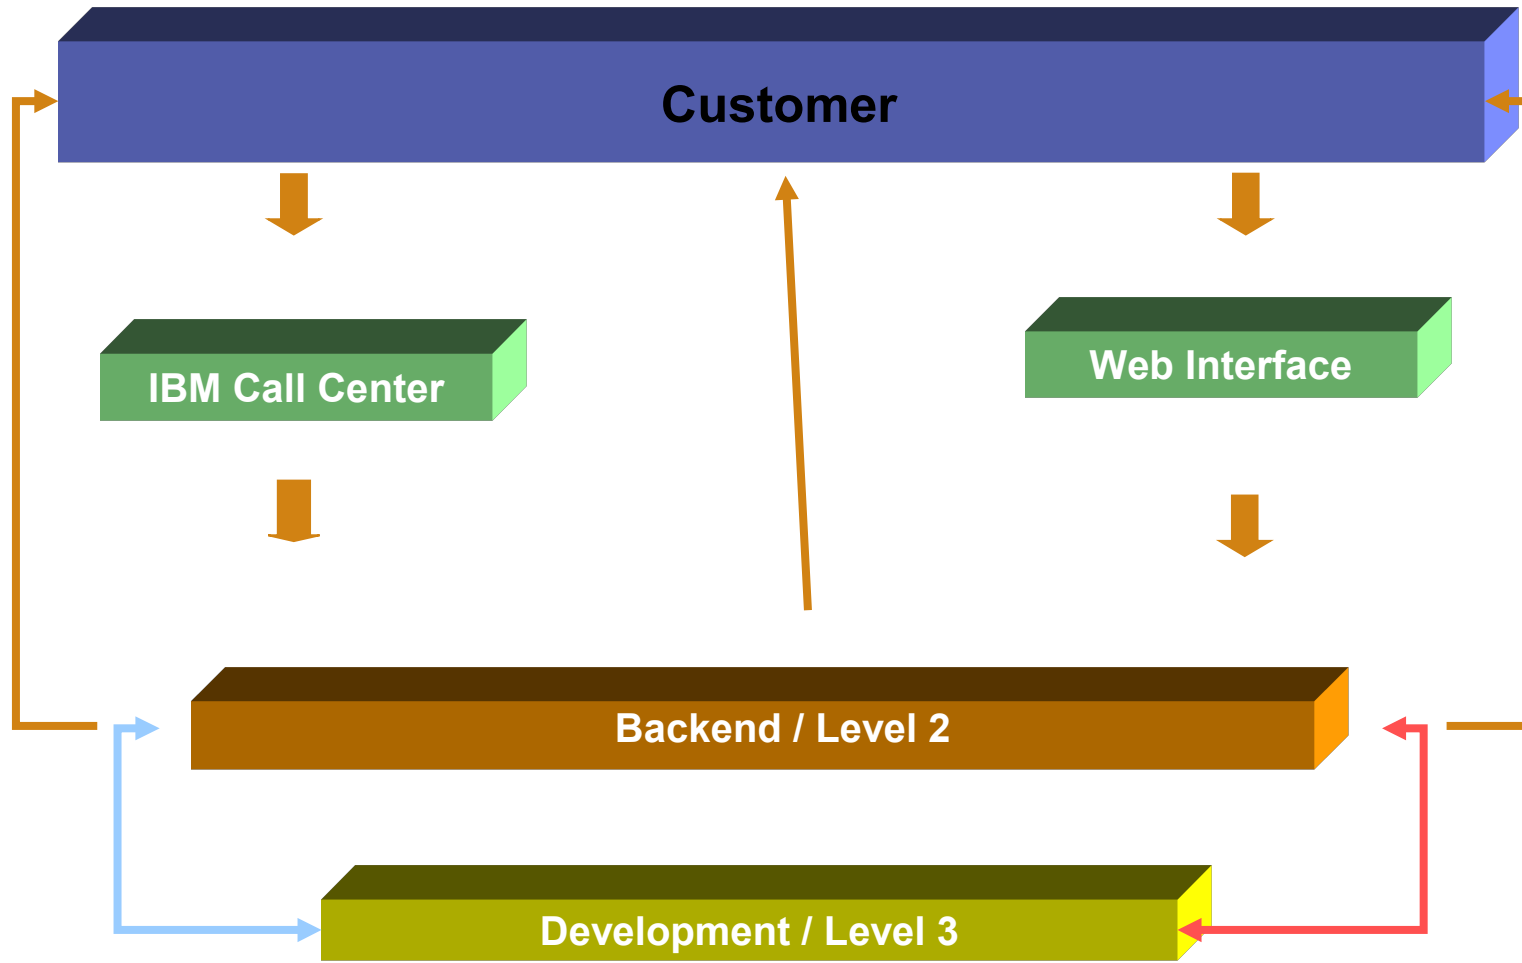 Customer
IBM Call Center
Web Interface
Backend / Level 2
Development / Level 3